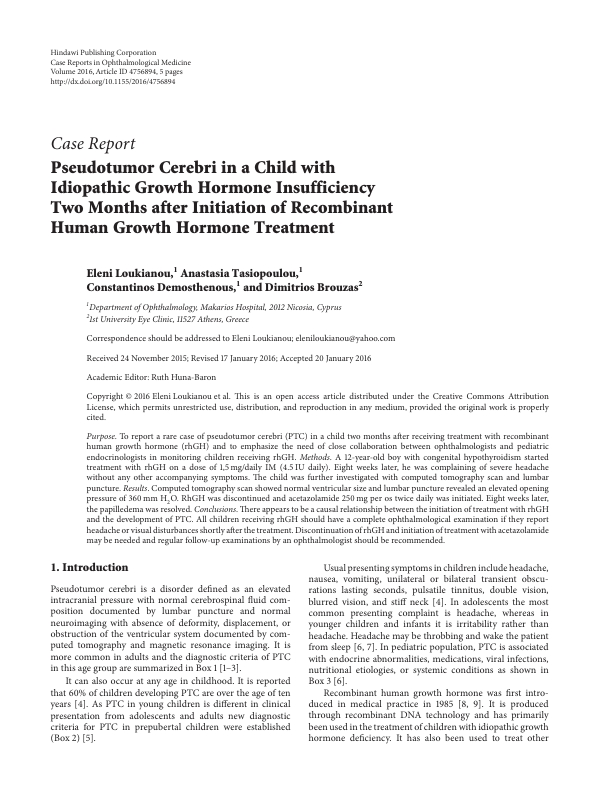 Hindawi Publishing Corporation
Case Reports in Ophthalmological Medicine
Volume 2016, Article ID 4756894, 5 pages
http://dx.doi.org/10.1155/2016/4756894
Case Report
Pseudotumor Cerebri in a Child with
Idiopathic Growth Hormone Insufficiency
Two Months after Initiation of Recombinant
Human Growth Hormone Treatment
Eleni Loukianou,1 Anastasia Tasiopoulou,1
Constantinos Demosthenous,1 and Dimitrios Brouzas2
1Department of Ophthalmology, Makarios Hospital, 2012 Nicosia, Cyprus
21st University Eye Clinic, 11527 Athens, Greece
Correspondence should be addressed to Eleni Loukianou; eleniloukianou@yahoo.com
Received 24 November 2015; Revised 17 January 2016; Accepted 20 January 2016
Academic Editor: Ruth Huna-Baron
Copyright © 2016 Eleni Loukianou et al. This is an open access article distributed under the Creative Commons Attribution
License, which permits unrestricted use, distribution, and reproduction in any medium, provided the original work is properly
cited.
Purpose. To report a rare case of pseudotumor cerebri (PTC) in a child two months after receiving treatment with recombinant
human growth hormone (rhGH) and to emphasize the need of close collaboration between ophthalmologists and pediatric
endocrinologists in monitoring children receiving rhGH. Methods. A 12-year-old boy with congenital hypothyroidism started
treatment with rhGH on a dose of 1,5 mg/daily IM (4.5 IU daily). Eight weeks later, he was complaining of severe headache
without any other accompanying symptoms. The child was further investigated with computed tomography scan and lumbar
puncture. Results. Computed tomography scan showed normal ventricular size and lumbar puncture revealed an elevated opening
pressure of 360 mm H2O. RhGH was discontinued and acetazolamide 250 mg per os twice daily was initiated. Eight weeks later,
the papilledema was resolved. Conclusions. There appears to be a causal relationship between the initiation of treatment with rhGH
and the development of PTC. All children receiving rhGH should have a complete ophthalmological examination if they report
headache or visual disturbances shortly after the treatment. Discontinuation of rhGH and initiation of treatment with acetazolamide
may be needed and regular follow-up examinations by an ophthalmologist should be recommended.
1. Introduction
Pseudotumor cerebri is a disorder defined as an elevated
intracranial pressure with normal cerebrospinal fluid com-
position documented by lumbar puncture and normal
neuroimaging with absence of deformity, displacement, or
obstruction of the ventricular system documented by com-
puted tomography and magnetic resonance imaging. It is
more common in adults and the diagnostic criteria of PTC
in this age group are summarized in Box 1 [1–3].
It can also occur at any age in childhood. It is reported
that 60% of children developing PTC are over the age of ten
years [4]. As PTC in young children is different in clinical
presentation from adolescents and adults new diagnostic
criteria for PTC in prepubertal children were established
(Box 2) [5].
Usual presenting symptoms in children include headache,
nausea, vomiting, unilateral or bilateral transient obscu-
rations lasting seconds, pulsatile tinnitus, double vision,
blurred vision, and stiff neck [4]. In adolescents the most
common presenting complaint is headache, whereas in
younger children and infants it is irritability rather than
headache. Headache may be throbbing and wake the patient
from sleep [6, 7]. In pediatric population, PTC is associated
with endocrine abnormalities, medications, viral infections,
nutritional etiologies, or systemic conditions as shown in
Box 3 [6].
Recombinant human growth hormone was first intro-
duced in medical practice in 1985 [8, 9]. It is produced
through recombinant DNA technology and has primarily
been used in the treatment of children with idiopathic growth
hormone deficiency. It has also been used to treat other